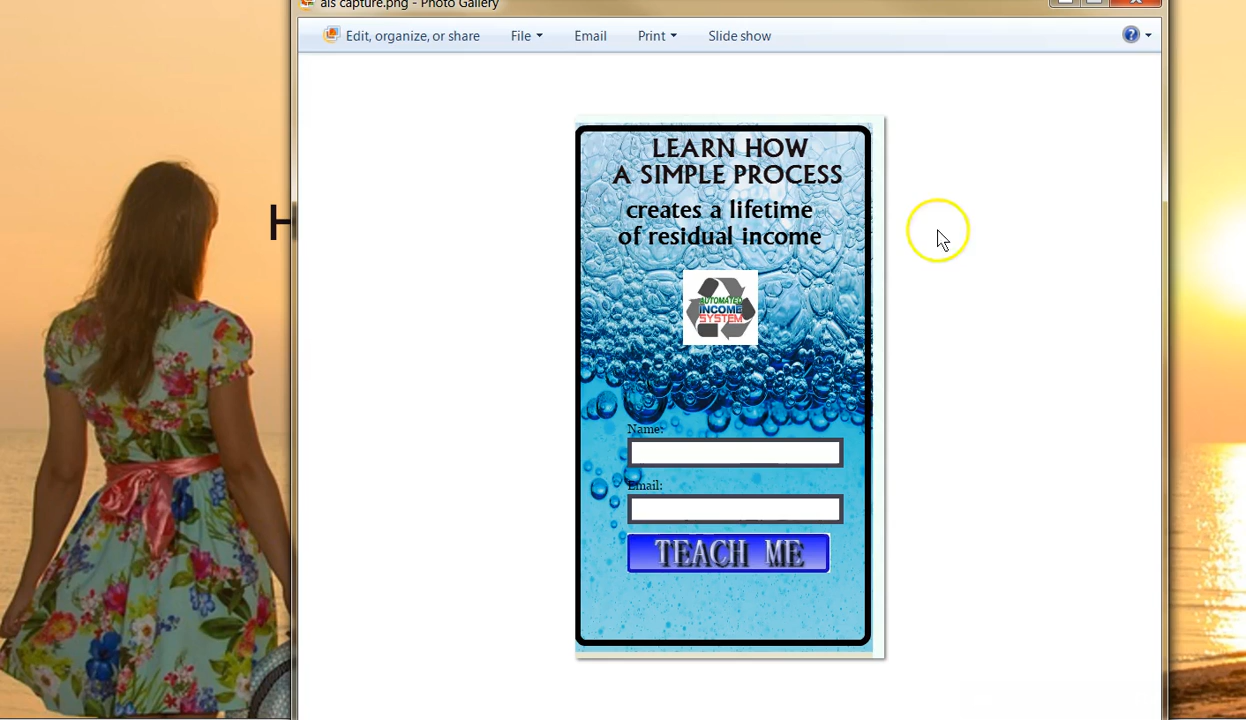 als capture.png - Photo Gallery
Edit, organize, or share File Email Print Slide show
H
LEARN HOW
A SIMPLE PROCESS
creates a lifetime
of residual income
AUTOMATED
INCOME
SYSTEM
Name:
Email:
TEACH ME